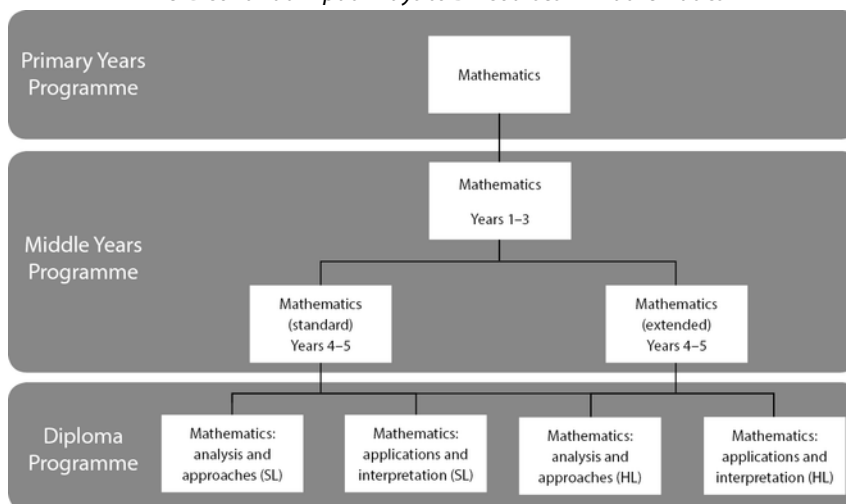 Primary Years
Programme
Mathematics
Middle Years
Programme
Mathematics
Years 1–3
Mathematics
(standard)
Years 4–5
Mathematics
(extended)
Years 4–5
Diploma
Programme
Mathematics:
analysis and
approaches (SL)
Mathematics:
applications and
interpretation (SL)
Mathematics:
analysis and
approaches (HL)
Mathematics:
applications and
interpretation (HL)